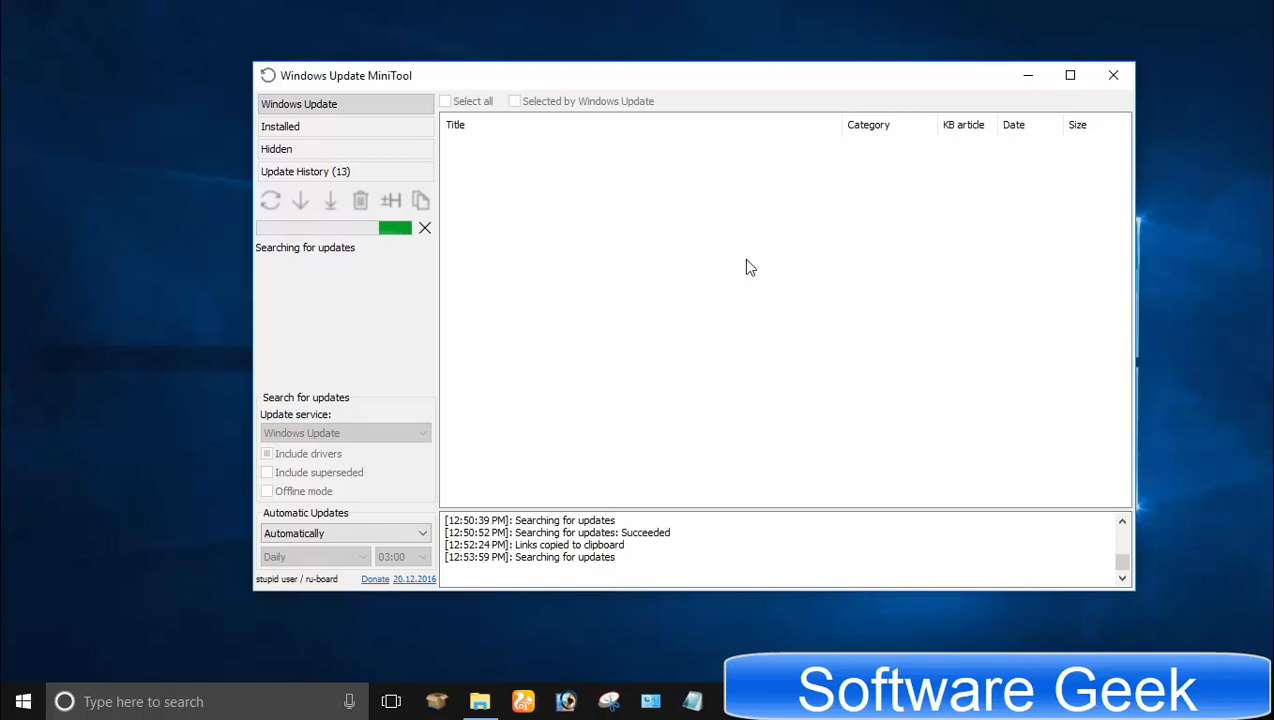 Windows Update MiniTool
Windows Update
Installed
Hidden
Update History (13)
±H
Searching for updates
Search for updates
Update service:
Windows Update
Include drivers
Include superseded
Offline mode
Automatic Updates
Automatically
Daily 03:00
stupid user / ru-board Donate 20.12.2016
Select all Selected by Windows Update
Title Category KB article Date Size
[12:50:39 PM]: Searching for updates
[12:50:52 PM]: Searching for updates: Succeeded
[12:52:24 PM]: Links copied to clipboard
[12:53:59 PM]: Searching for updates
Type here to search
Software Geek